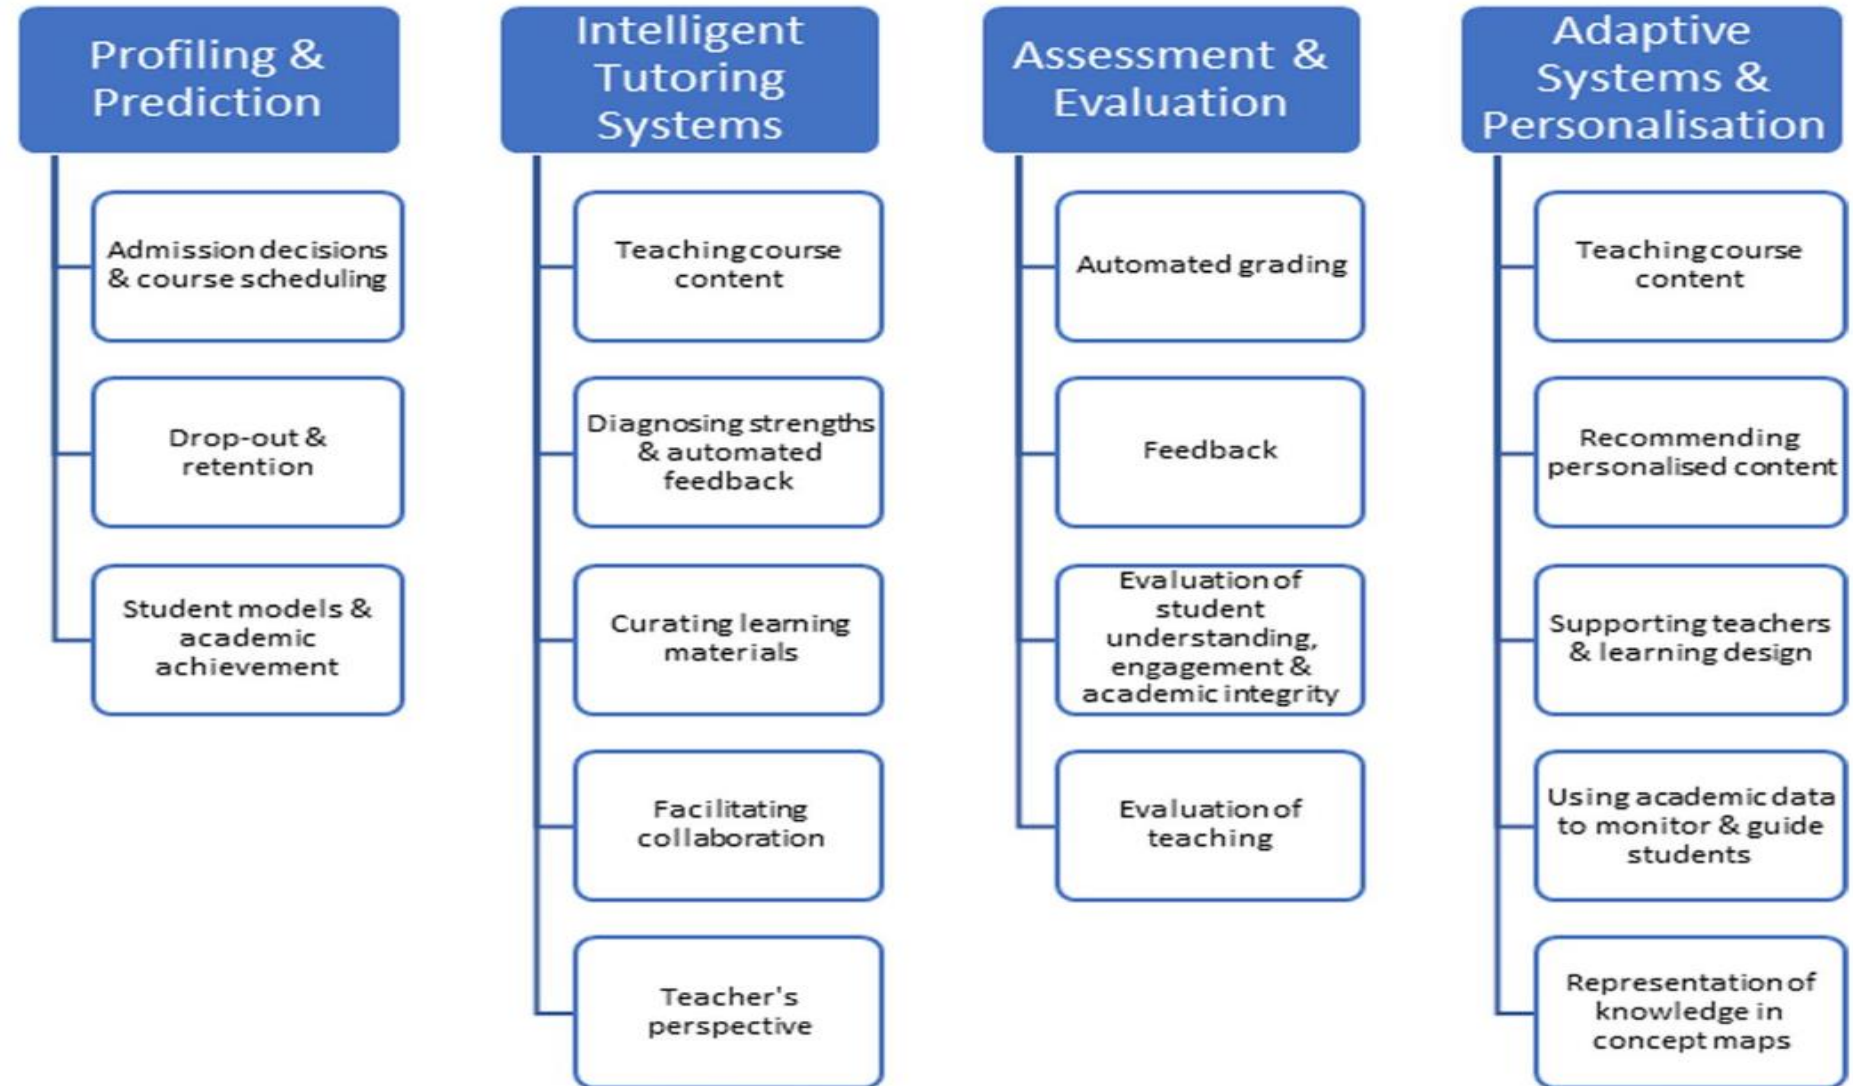 Profiling &
Prediction
Admission decisions
& course scheduling
Drop-out &
retention
Student models &
academic
achievement
Intelligent
Tutoring
Systems
Teaching course
content
Diagnosing strengths
& automated
feedback
Curating learning
materials
Facilitating
collaboration
Teacher's
perspective
Assessment &
Evaluation
Automated grading
Feedback
Evaluation of
student
understanding,
engagement &
academic integrity
Evaluation of
teaching
Adaptive
Systems &
Personalisation
Teaching course
content
Recommending
personalised content
Supporting teachers
& learning design
Using academic data
to monitor & guide
students
Representation of
knowledge in
concept maps